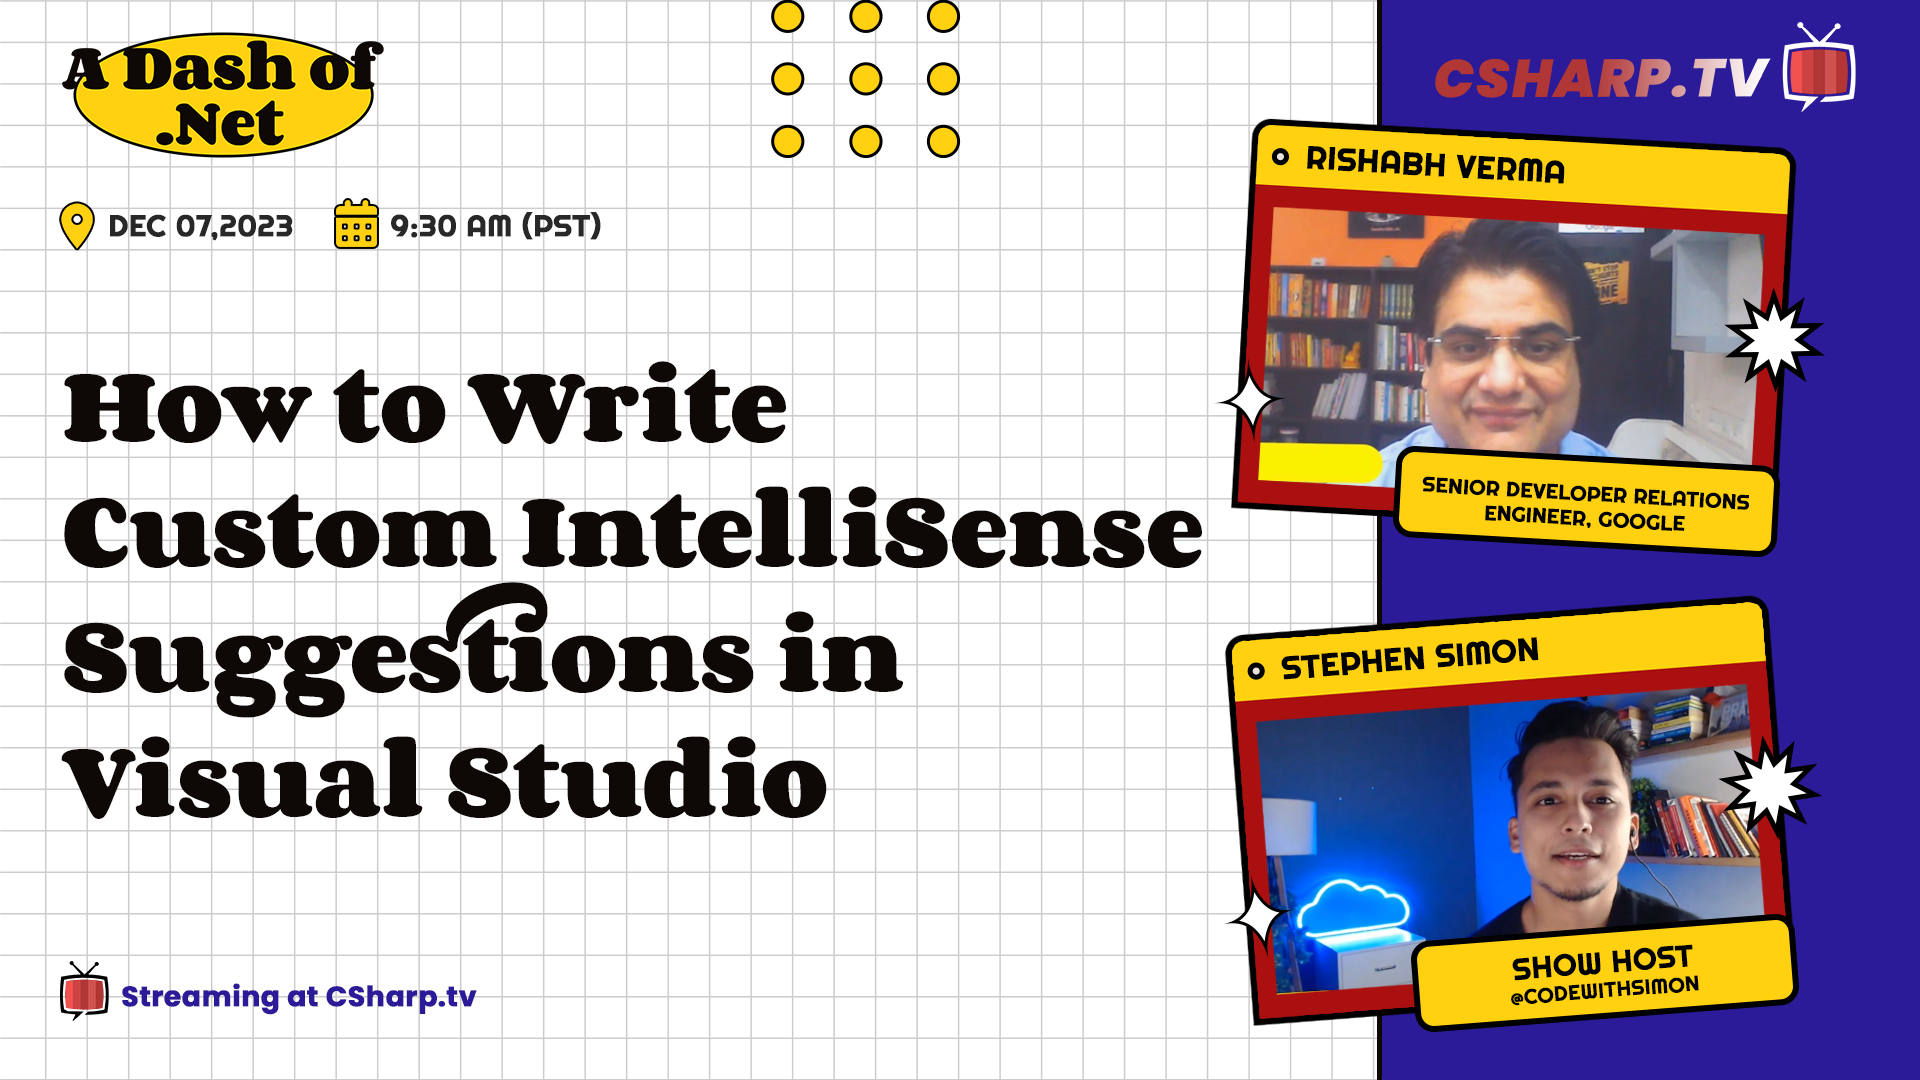 A Dash of
.Net
DEC 07,2023
9:30 AM (PST)
How to Write
Custom IntelliSense
Suggestions in
Visual Studio
Streaming at CSharp.tv
CSHARP.TV
RISHABH VERMA
Google
SENIOR DEVELOPER RELATIONS
ENGINEER, GOOGLE
STEPHEN SIMON
SHOW HOST
@CODEWITHSIMON